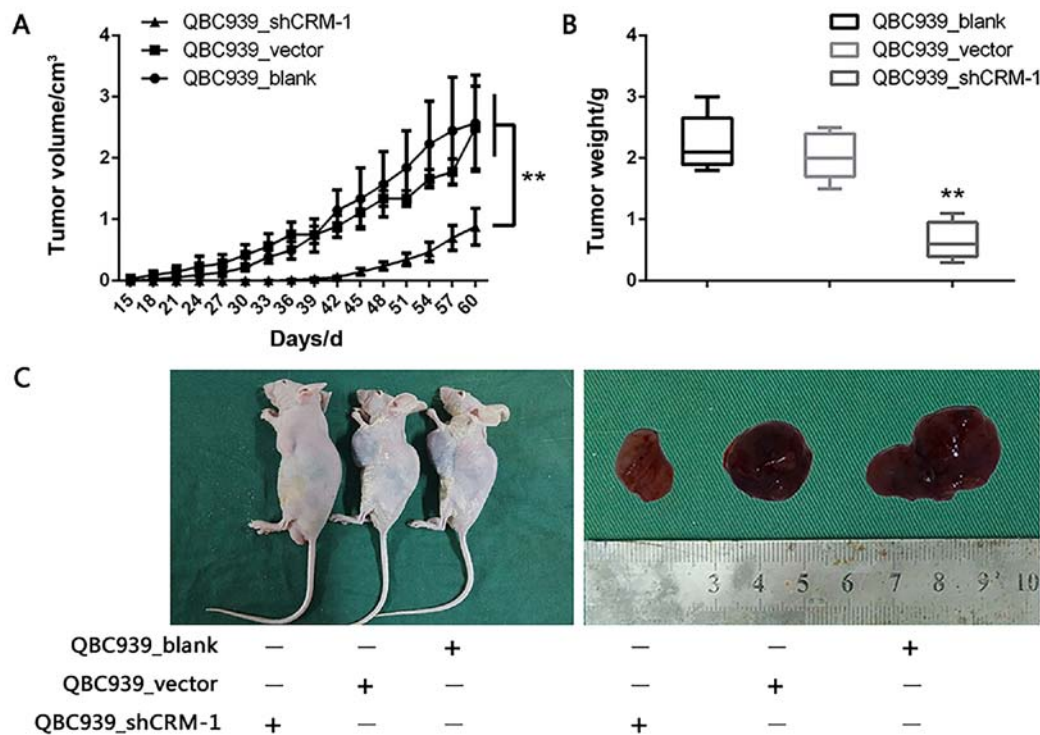 A
QBC939_shCRM-1
QBC939_vector
QBC939_blank
Tumor volume/cm³
4
3
2
1
0
**
15 18 21 24 27 30 33 36 39 42 45 48 51 54 57 60
Days/d
B
QBC939_blank
QBC939_vector
QBC939_shCRM-1
Tumor weight/g
4
3
2
1
0
**
C
3 4 5 6 7 8 9 10
QBC939_blank — — + — — +
QBC939_vector — + — — + —
QBC939_shCRM-1 + — — + — —